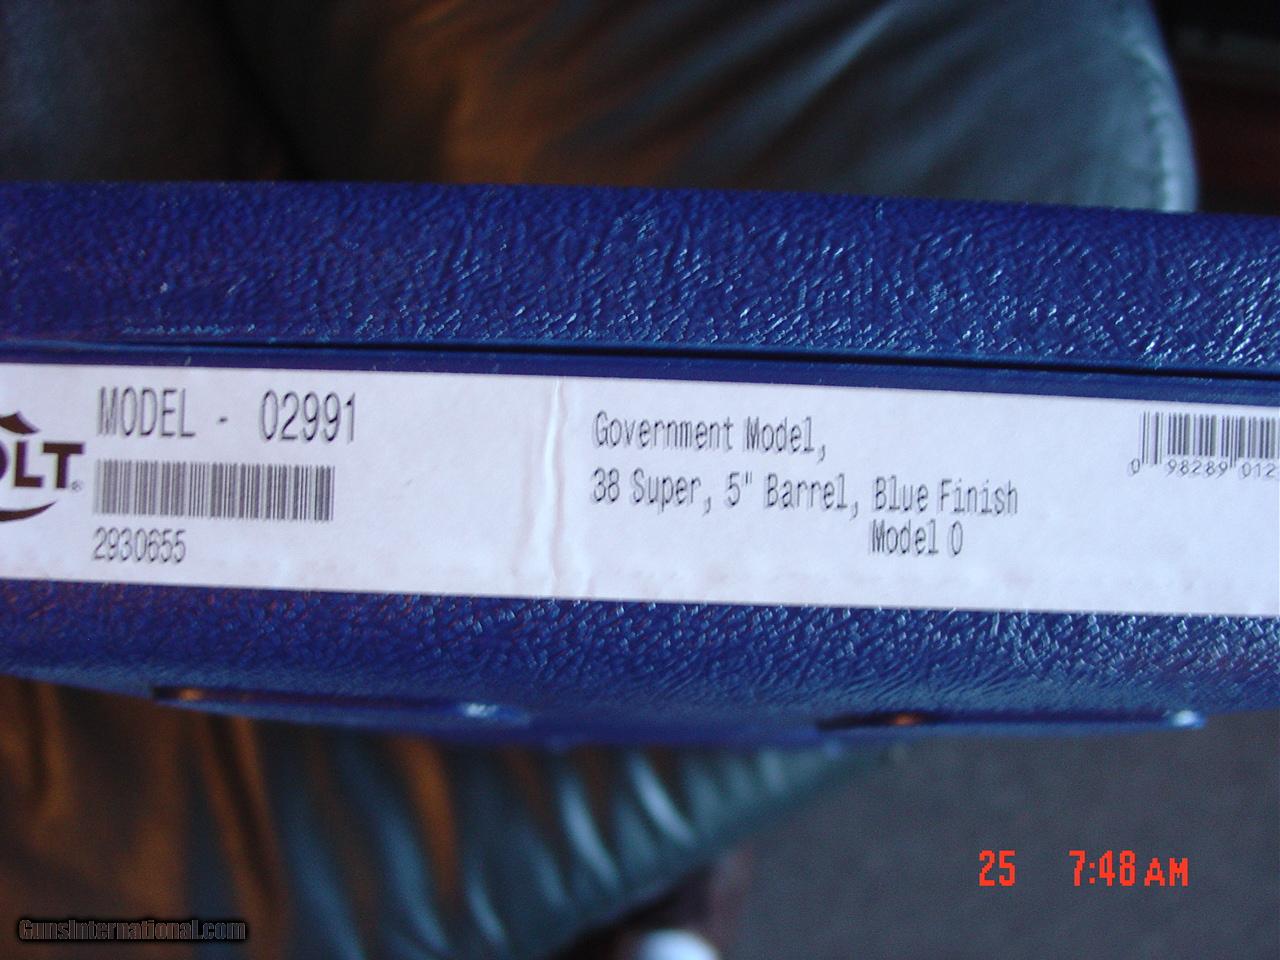 OLT®
MODEL - 02991
2930655
Government Model,
38 Super, 5" Barrel, Blue Finish
Model O
0 98289 012
25 7:48 AM
GunsInternational.com